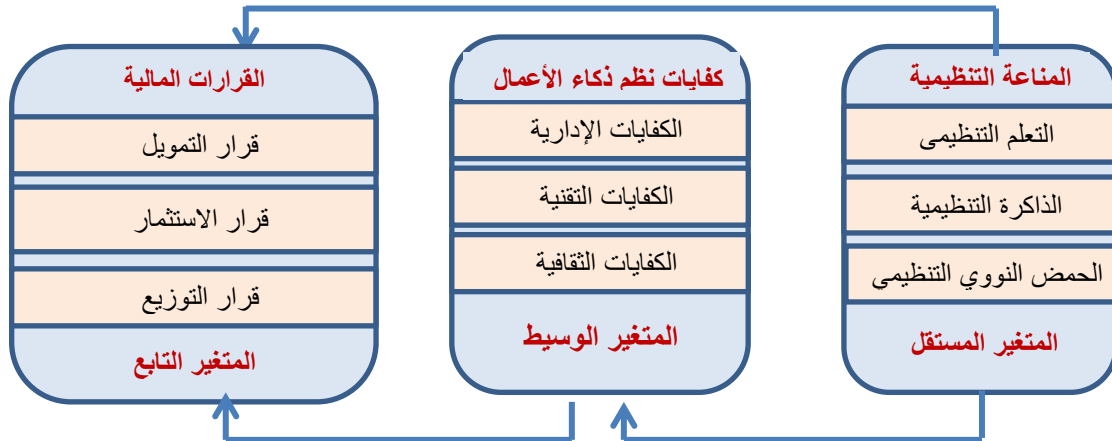 المناعة التنظيمية
التعلم التنظيمى
الذاكرة التنظيمية
الحمض النووي التنظيمي
المتغير المستقل
كفايات نظم ذكاء الأعمال
الكفايات الإدارية
الكفايات التقنية
الكفايات الثقافية
المتغير الوسيط
القرارات المالية
قرار التمويل
قرار الاستثمار
قرار التوزيع
المتغير التابع